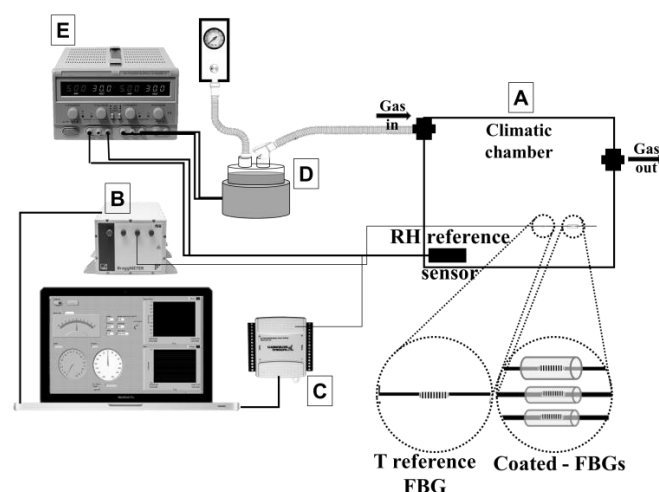 E
A
Gas
in
Climatic
chamber
Gas
out
D
B
RH reference
sensor
C
T reference
FBG
Coated - FBGs